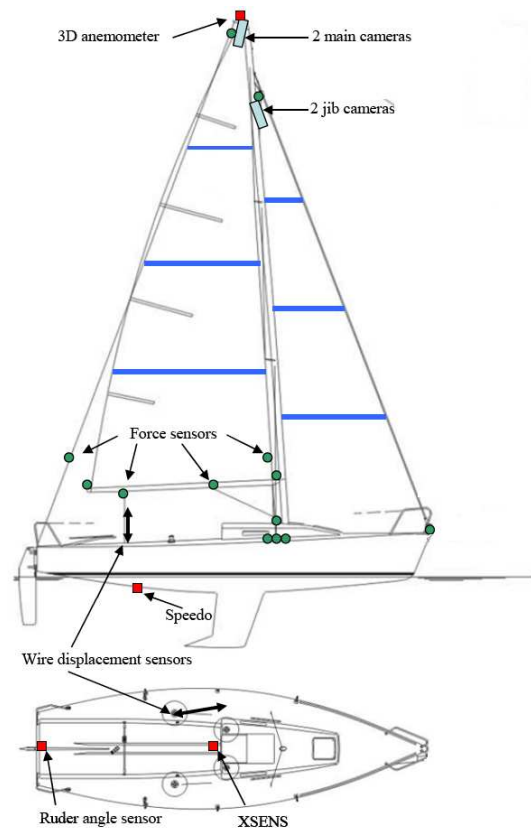 3D anemometer
2 main cameras
2 jib cameras
Force sensors
Speedo
Wire displacement sensors
Ruder angle sensor
XSENS